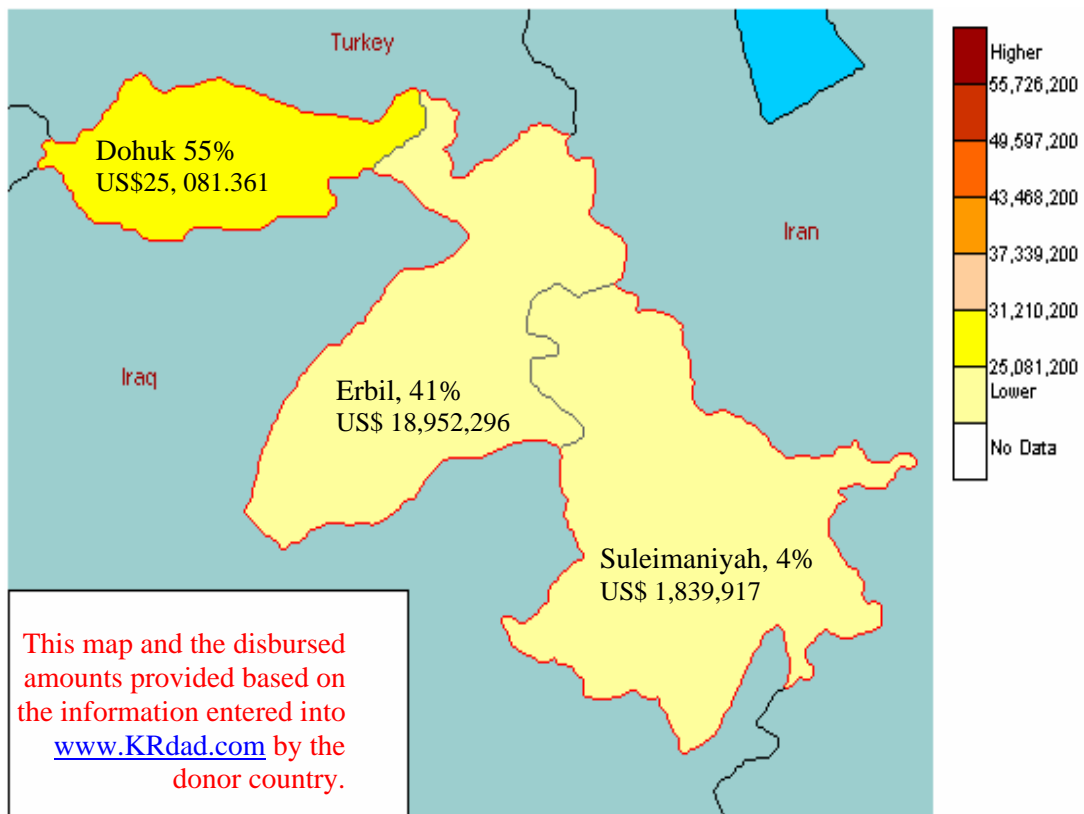 Turkey
Dohuk 55%
US$25, 081.361
Iran
Iraq
Erbil, 41%
US$ 18,952,296
Suleimaniyah, 4%
US$ 1,839,917
This map and the disbursed
amounts provided based on
the information entered into
www.KRdad.com by the
donor country.
Higher
55,726,200
49,597,200
43,468,200
37,339,200
31,210,200
25,081,200
Lower
No Data